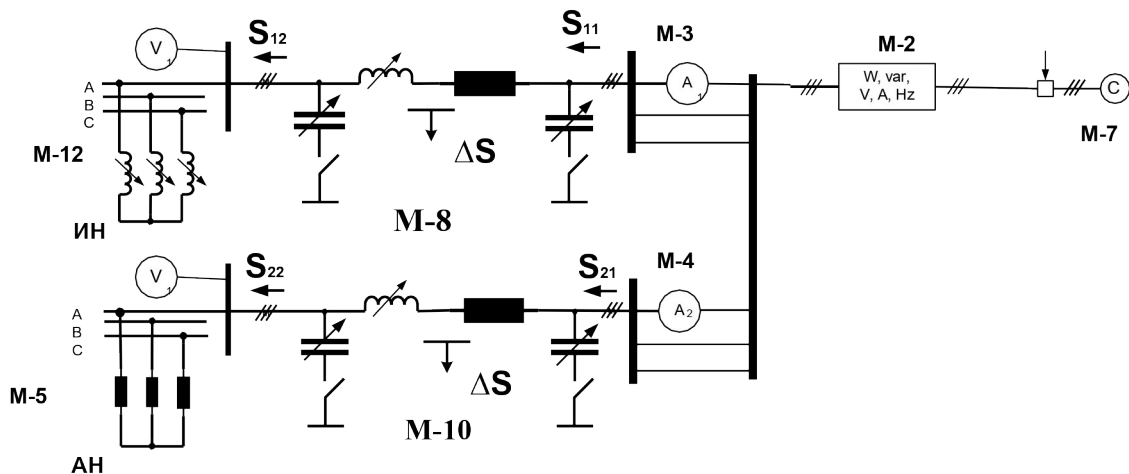 V
1
S12
S11
M-3
A
1
M-2
W, var,
V, A, Hz
C
M-7
A
B
C
M-12
ИН
ΔS
M-8
V
1
S22
S21
M-4
A2
A
B
C
M-5
АН
ΔS
M-10